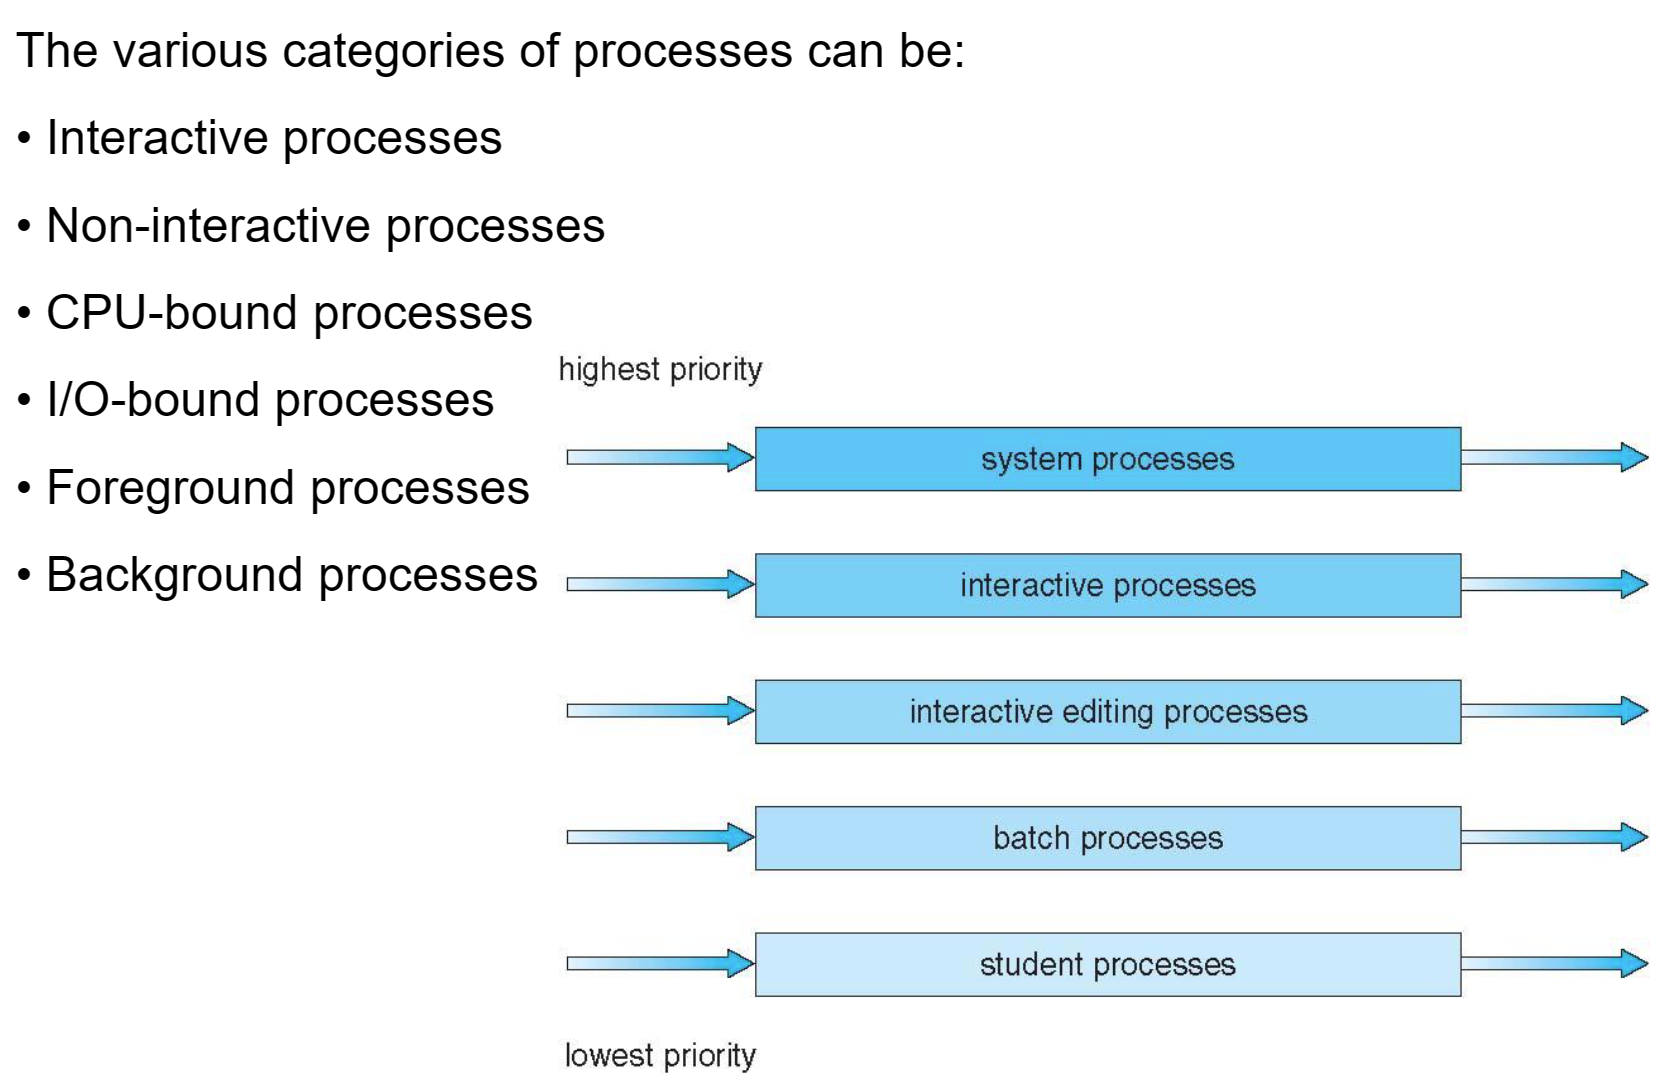 The various categories of processes can be:
• Interactive processes
• Non-interactive processes
• CPU-bound processes
• I/O-bound processes
• Foreground processes
• Background processes
highest priority
system processes
interactive processes
interactive editing processes
batch processes
student processes
lowest priority